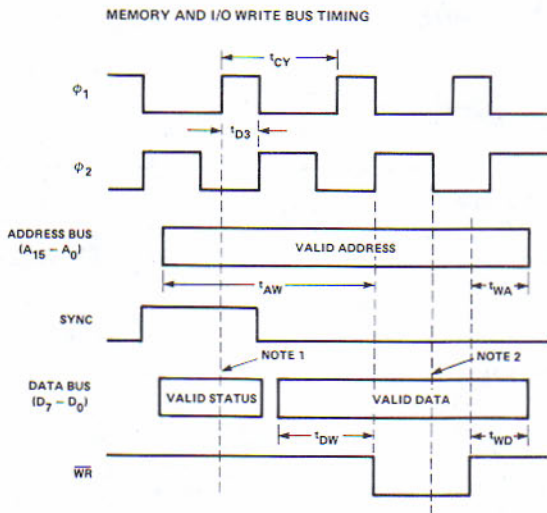 MEMORY AND I/O WRITE BUS TIMING
tCY
φ1
tD3
φ2
ADDRESS BUS
(A15 – A0)
VALID ADDRESS
tAW
tWA
SYNC
NOTE 1
NOTE 2
DATA BUS
(D7 – D0)
VALID STATUS
VALID DATA
tDW
tWD
WR